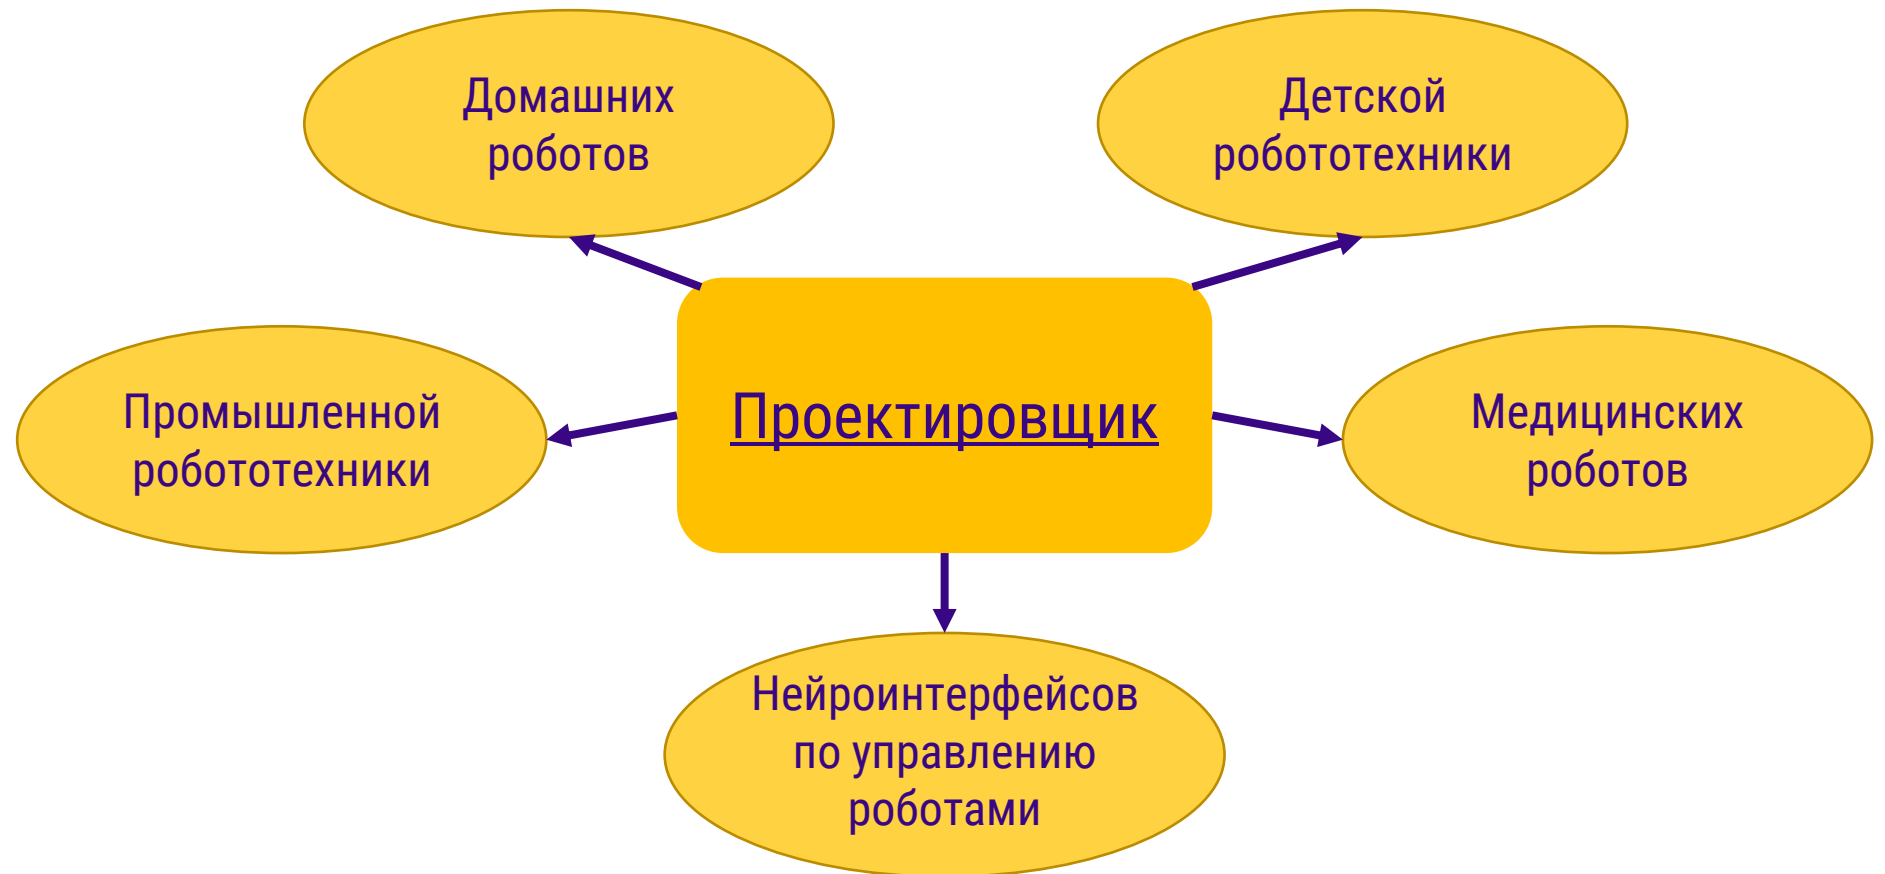 Домашних
роботов
Детской
робототехники
Промышленной
робототехники
Проектировщик
Медицинских
роботов
Нейроинтерфейсов
по управлению
роботами